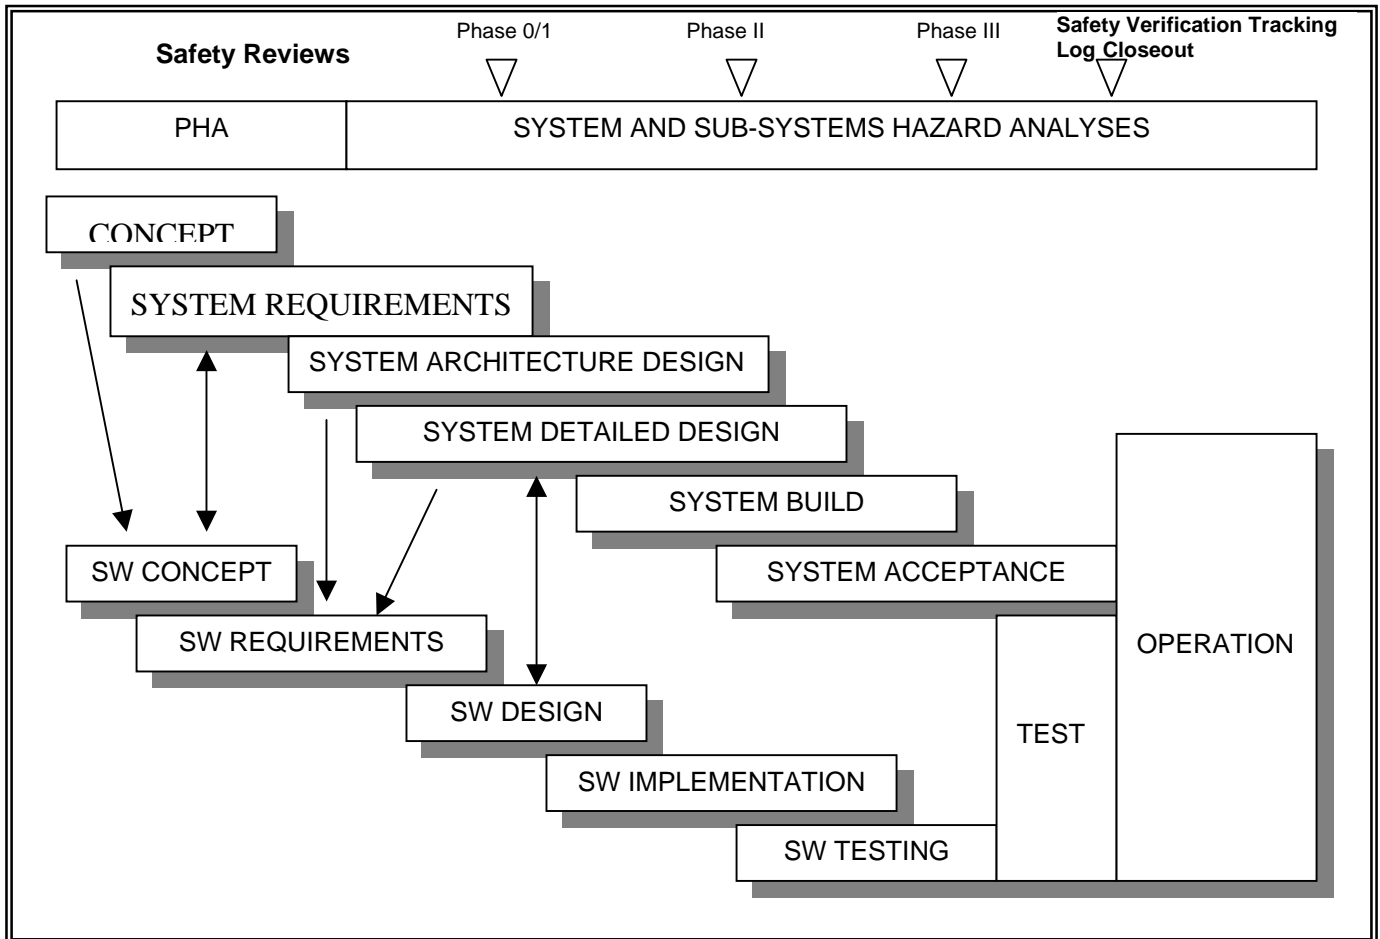 Safety Reviews
Phase 0/1
Phase II
Phase III
Safety Verification Tracking
Log Closeout
PHA
SYSTEM AND SUB-SYSTEMS HAZARD ANALYSES
CONCEPT
SYSTEM REQUIREMENTS
SYSTEM ARCHITECTURE DESIGN
SYSTEM DETAILED DESIGN
SYSTEM BUILD
SW CONCEPT
SYSTEM ACCEPTANCE
SW REQUIREMENTS
OPERATION
SW DESIGN
TEST
SW IMPLEMENTATION
SW TESTING